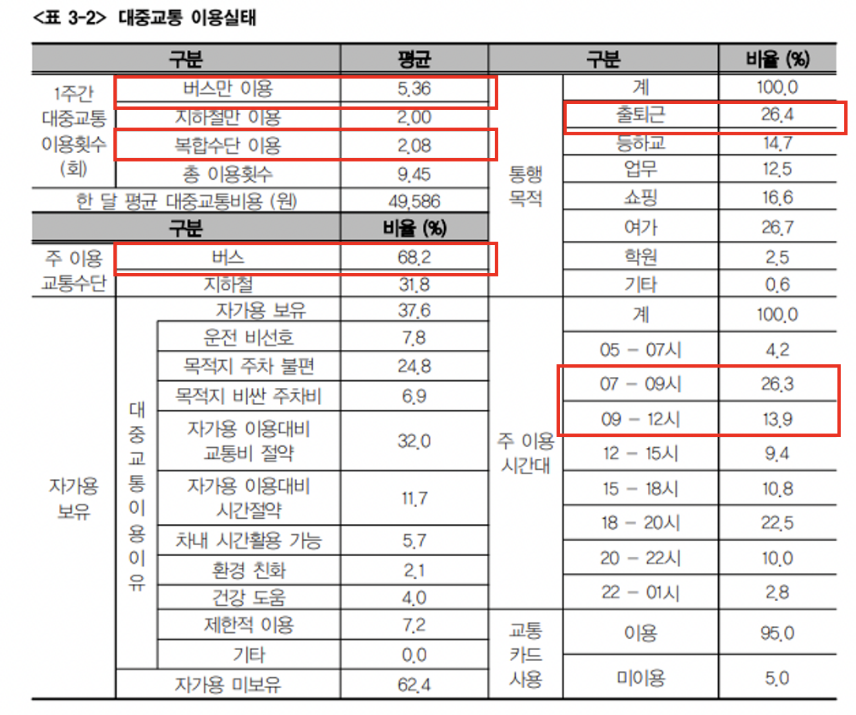 <표 3-2> 대중교통 이용실태
구분 평균
1주간 대중교통 이용횟수 (회)
버스만 이용 5.36
지하철만 이용 2.00
복합수단 이용 2.08
총 이용횟수 9.45
한 달 평균 대중교통비용 (원) 49,586
구분 비율 (%)
주 이용 교통수단
버스 68.2
지하철 31.8
자가용 보유
자가용 보유 37.6
대중교통이용이유
운전 비선호 7.8
목적지 주차 불편 24.8
목적지 비싼 주차비 6.9
자가용 이용대비 교통비 절약 32.0
자가용 이용대비 시간절약 11.7
차내 시간활용 가능 5.7
환경 친화 2.1
건강 도움 4.0
제한적 이용 7.2
기타 0.0
자가용 미보유 62.4
구분 비율 (%)
통행 목적
계 100.0
출퇴근 26.4
등하교 14.7
업무 12.5
쇼핑 16.6
여가 26.7
학원 2.5
기타 0.6
주 이용 시간대
계 100.0
05 - 07시 4.2
07 - 09시 26.3
09 - 12시 13.9
12 - 15시 9.4
15 - 18시 10.8
18 - 20시 22.5
20 - 22시 10.0
22 - 01시 2.8
교통 카드 사용
이용 95.0
미이용 5.0